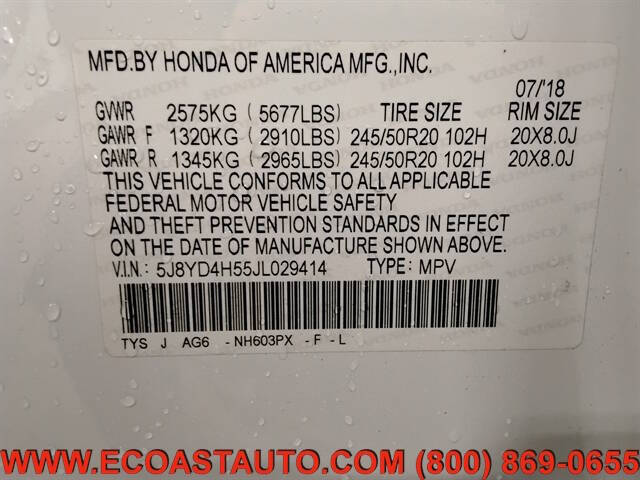 MFD.BY HONDA OF AMERICA MFG.,INC.
07/'18
GVWR 2575KG ( 5677LBS) TIRE SIZE RIM SIZE
GAWR F 1320KG ( 2910LBS) 245/50R20 102H 20X8.0J
GAWR R 1345KG ( 2965LBS) 245/50R20 102H 20X8.0J
THIS VEHICLE CONFORMS TO ALL APPLICABLE
FEDERAL MOTOR VEHICLE SAFETY
AND THEFT PREVENTION STANDARDS IN EFFECT
ON THE DATE OF MANUFACTURE SHOWN ABOVE.
V.I.N.: 5J8YD4H55JL029414 TYPE: MPV
TYS J AG6 -NH603PX -F -L
WWW.ECOASTAUTO.COM (800) 869-0655